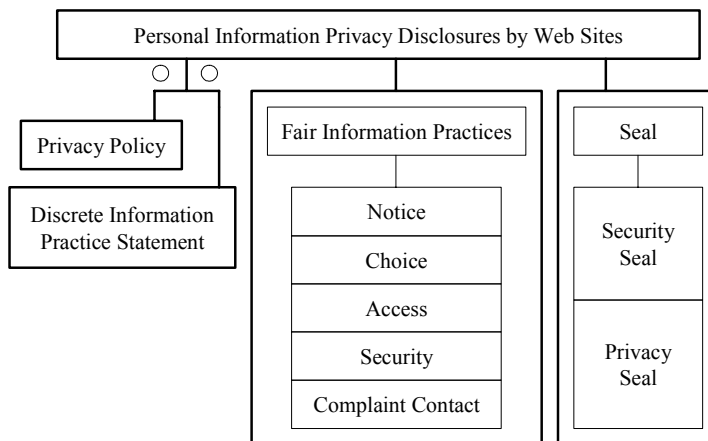 Personal Information Privacy Disclosures by Web Sites
Privacy Policy
Discrete Information
Practice Statement
Fair Information Practices
Notice
Choice
Access
Security
Complaint Contact
Seal
Security
Seal
Privacy
Seal